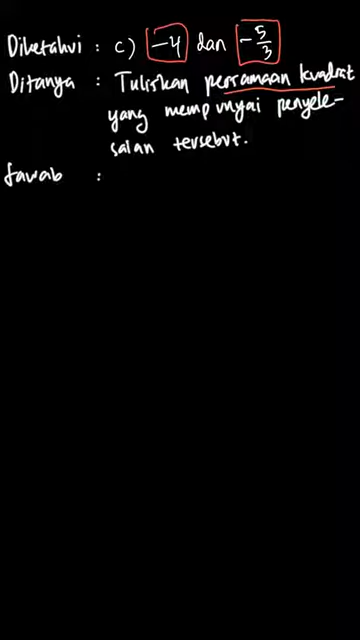 Diketahui : c) -4 dan -5/3
Ditanya : Tuliskan persamaan kuadrat
yang mempunyai penyele-
saian tersebut.
Jawab :